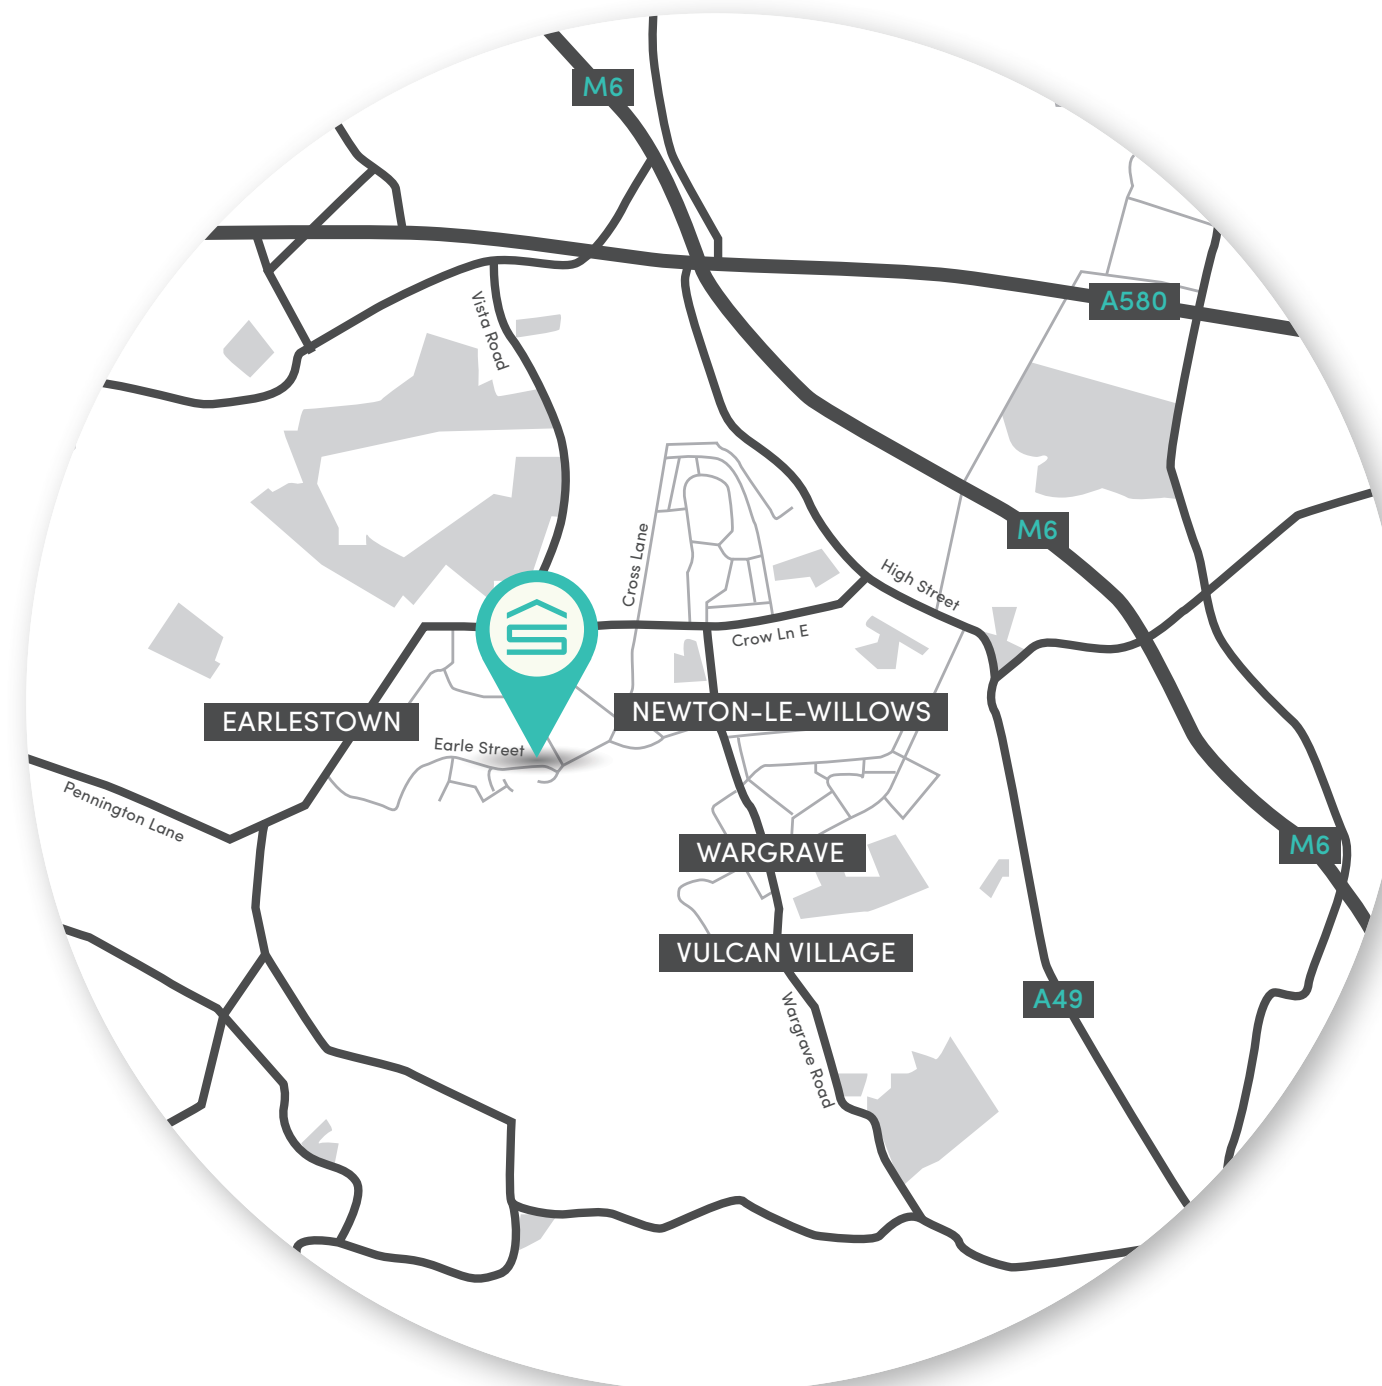 M6
A580
Vista Road
M6
Cross Lane
High Street
Crow Ln E
EARLESTOWN
NEWTON-LE-WILLOWS
Earle Street
Pennington Lane
M6
WARGRAVE
VULCAN VILLAGE
A49
Wargrave Road